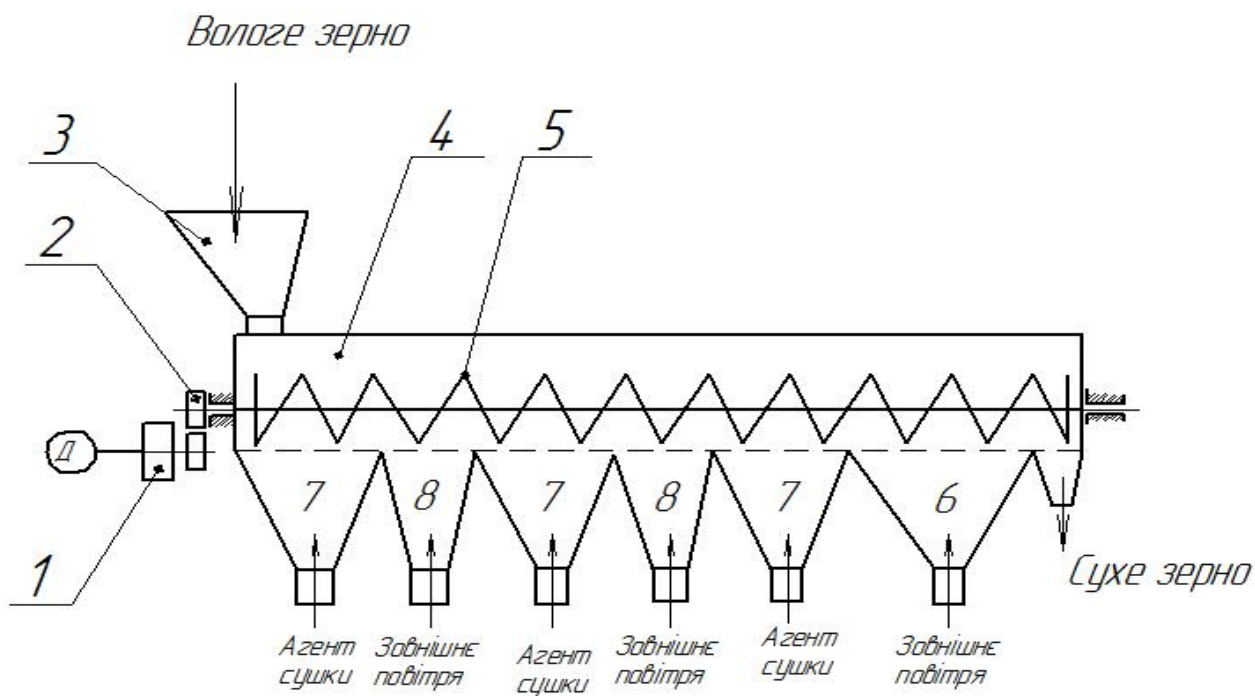 Вологе зерно
3
4
5
2
Д
1
7
8
7
8
7
6
Сухе зерно
Агент
сушки
Зовнішнє
повітря
Агент
сушки
Зовнішнє
повітря
Агент
сушки
Зовнішнє
повітря